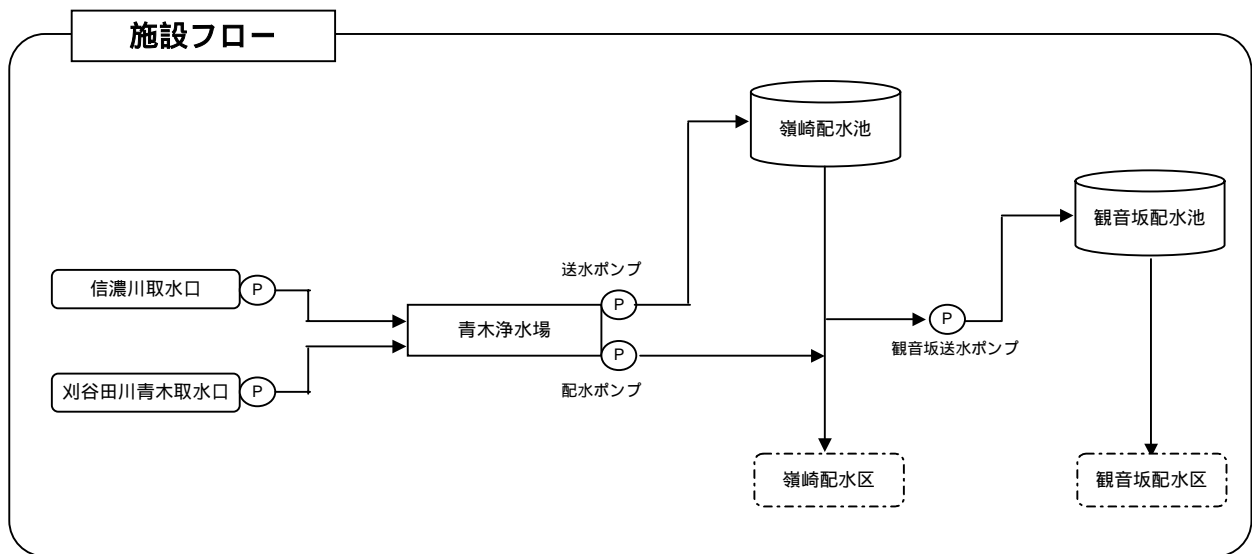 施設フロー
嶺崎配水池
観音坂配水池
送水ポンプ
信濃川取水口
P
P
青木浄水場
P
観音坂送水ポンプ
P
刈谷田川青木取水口
P
配水ポンプ
嶺崎配水区
観音坂配水区